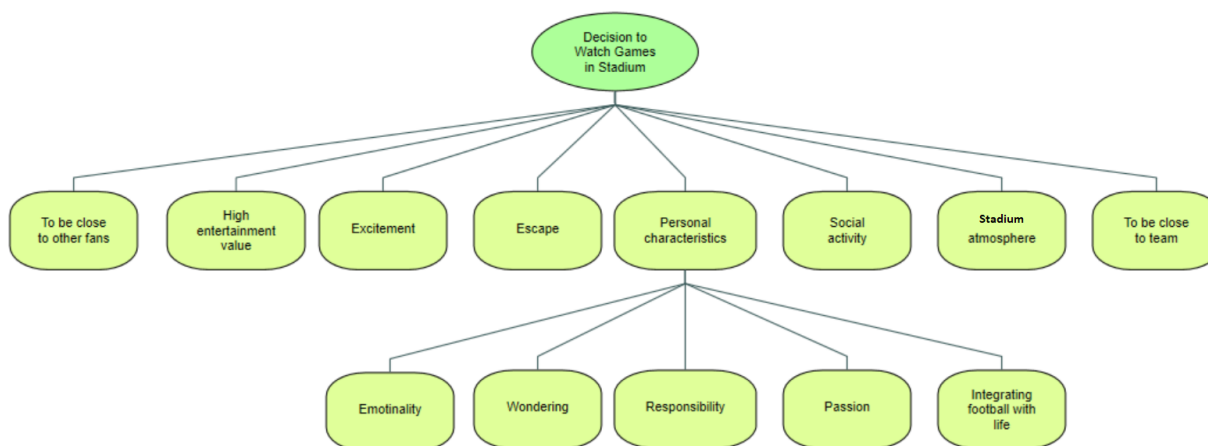 Decision to
Watch Games
in Stadium
To be close
to other fans
High
entertainment
value
Excitement
Escape
Personal
characteristics
Social
activity
Stadium
atmosphere
To be close
to team
Emotinality
Wondering
Responsibility
Passion
Integrating
football with
life